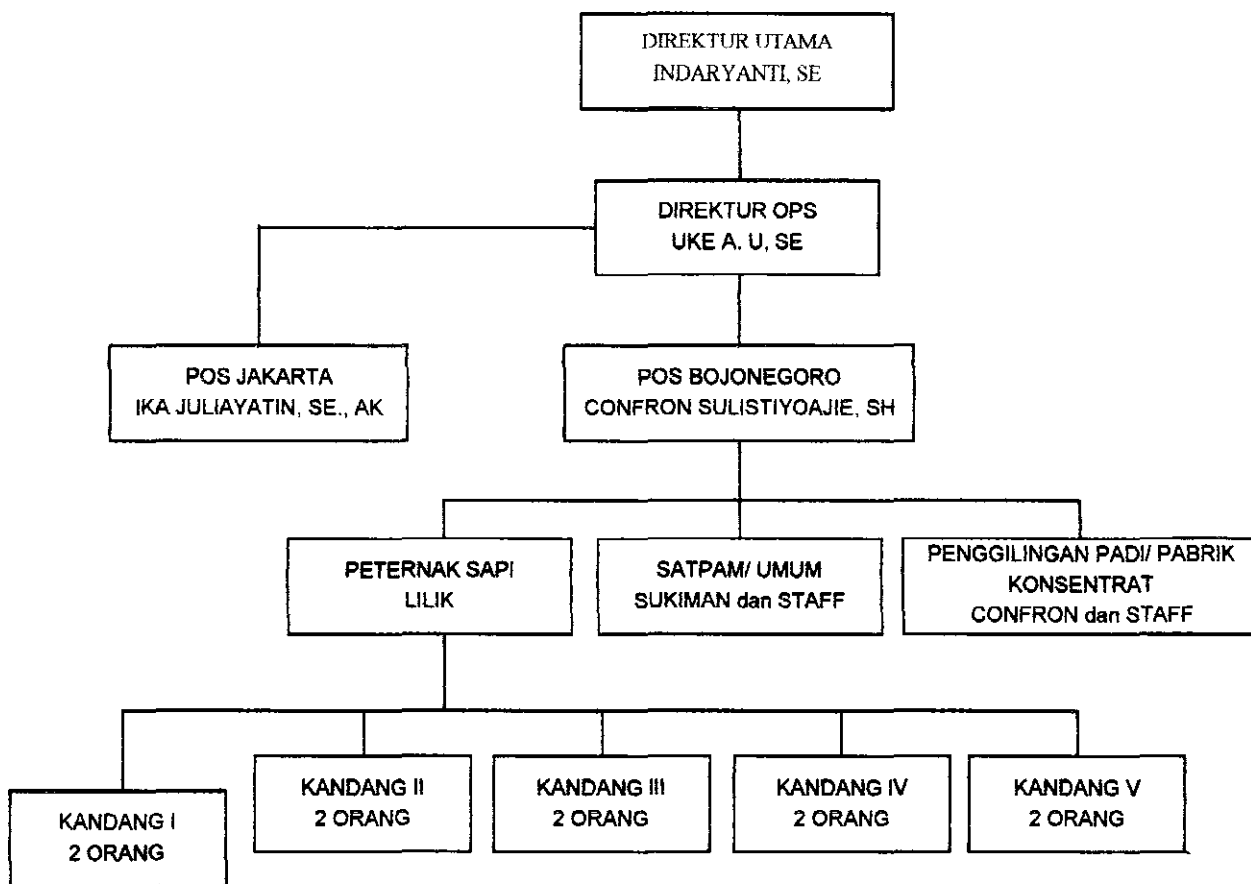 DIREKTUR UTAMA
INDARYANTI, SE
DIREKTUR OPS
UKE A. U, SE
POS JAKARTA
IKA JULIAYATIN, SE., AK
POS BOJONEGORO
CONFRON SULISTIYOAJIE, SH
PETERNAK SAPI
LILIK
SATPAM/ UMUM
SUKIMAN dan STAFF
PENGGILINGAN PADI/ PABRIK
KONSENTRAT
CONFRON dan STAFF
KANDANG I
2 ORANG
KANDANG II
2 ORANG
KANDANG III
2 ORANG
KANDANG IV
2 ORANG
KANDANG V
2 ORANG